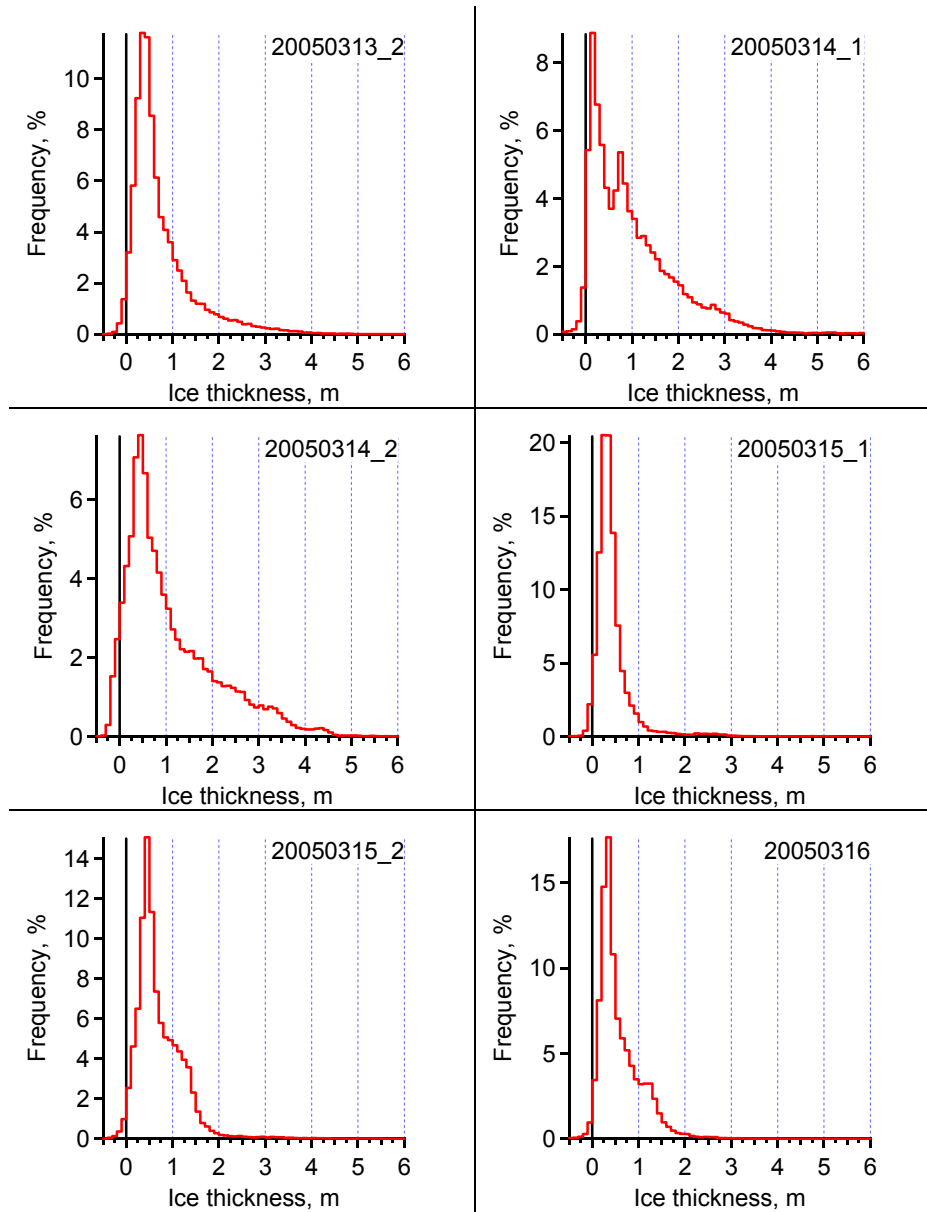 20050313_2
10
8
6
4
2
0
Frequency, %
0 1 2 3 4 5 6
Ice thickness, m
20050314_1
8
6
4
2
0
Frequency, %
0 1 2 3 4 5 6
Ice thickness, m
20050314_2
6
4
2
0
Frequency, %
0 1 2 3 4 5 6
Ice thickness, m
20050315_1
20
15
10
5
0
Frequency, %
0 1 2 3 4 5 6
Ice thickness, m
20050315_2
14
12
10
8
6
4
2
0
Frequency, %
0 1 2 3 4 5 6
Ice thickness, m
20050316
15
10
5
0
Frequency, %
0 1 2 3 4 5 6
Ice thickness, m